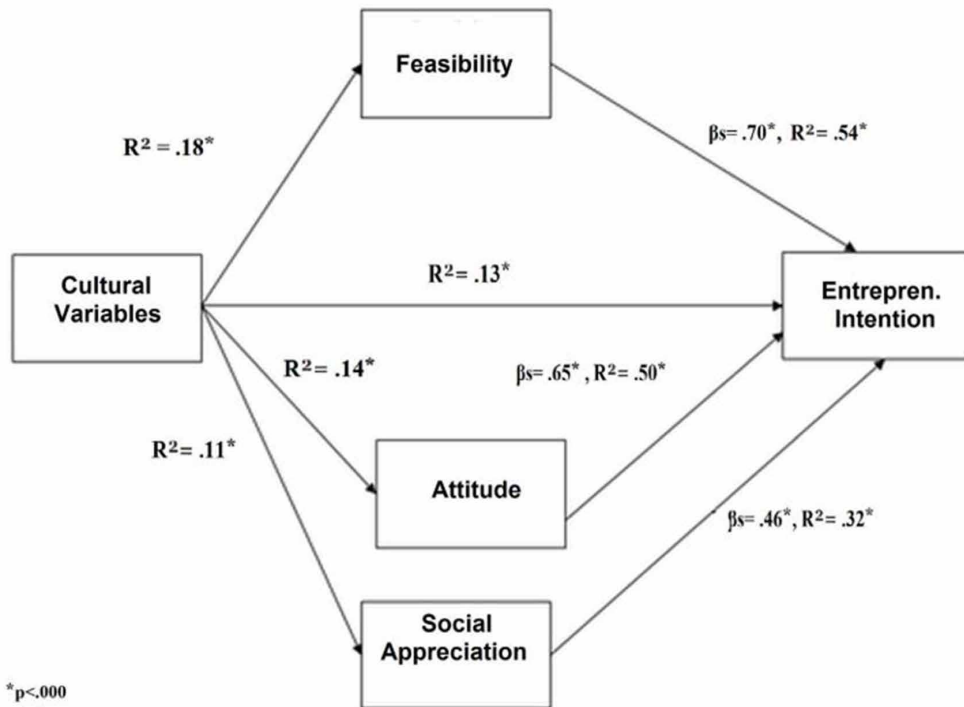 Feasibility
R² = .18*
βs= .70*, R²= .54*
Cultural
Variables
R²= .13*
Entrepren.
Intention
R²= .14*
βs= .65* , R²= .50*
R²= .11*
Attitude
βs= .46*, R²= .32*
Social
Appreciation
*p<.000